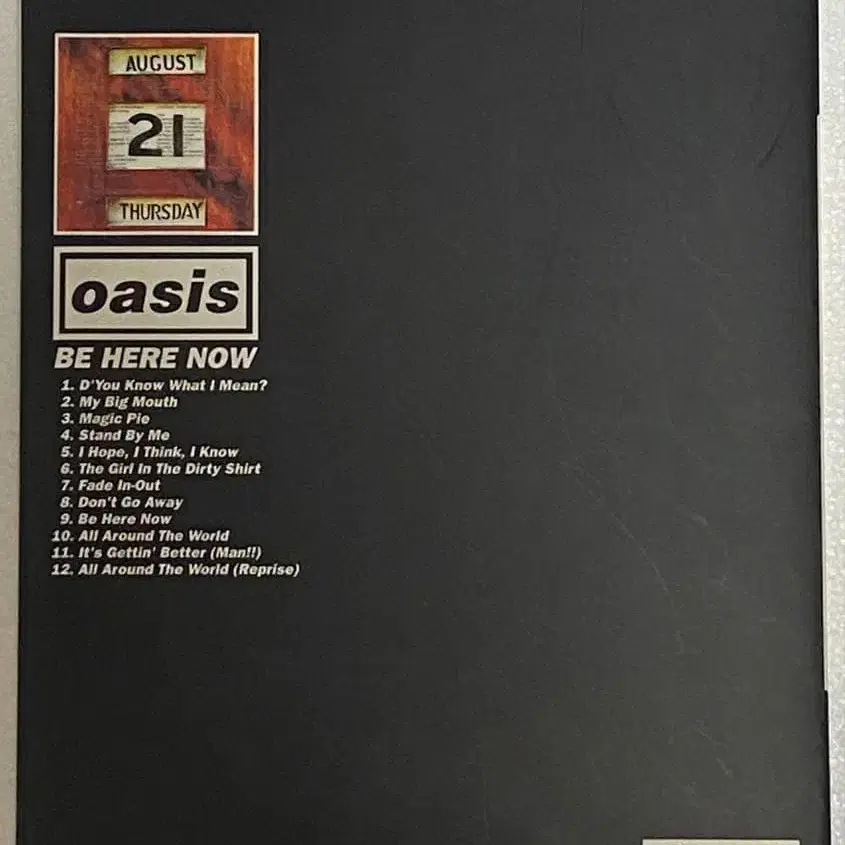 AUGUST
21
THURSDAY
oasis
BE HERE NOW
1. D'You Know What I Mean?
2. My Big Mouth
3. Magic Pie
4. Stand By Me
5. I Hope, I Think, I Know
6. The Girl In The Dirty Shirt
7. Fade In-Out
8. Don't Go Away
9. Be Here Now
10. All Around The World
11. It's Gettin' Better (Man!!)
12. All Around The World (Reprise)